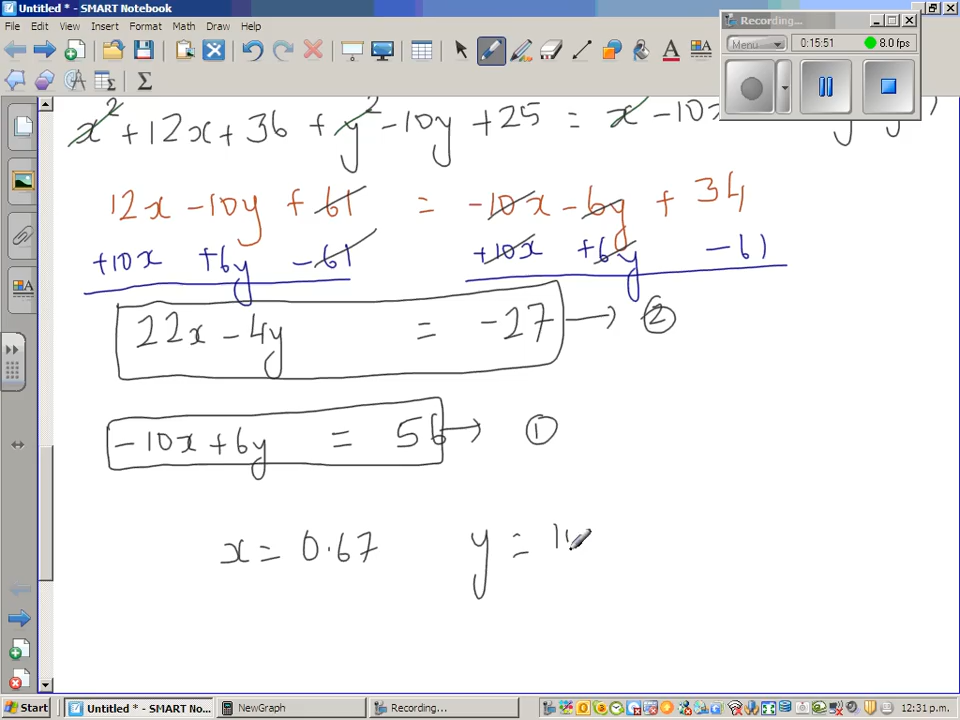 Untitled * - SMART Notebook
File Edit View Insert Format Math Draw Help
Recording...
Menu 0:15:51 8.0 fps
x² + 12x + 36 + y² - 10y + 25 = x - 10x
12x - 10y + 61 = -10x - 6y + 34
+10x +6y - 61 +10x +6y - 61
22x - 4y = -27 → ②
-10x + 6y = 56 → ①
x = 0.67 y = 14
Start Untitled * - SMART No... NewGraph Recording... 12:31 p.m.